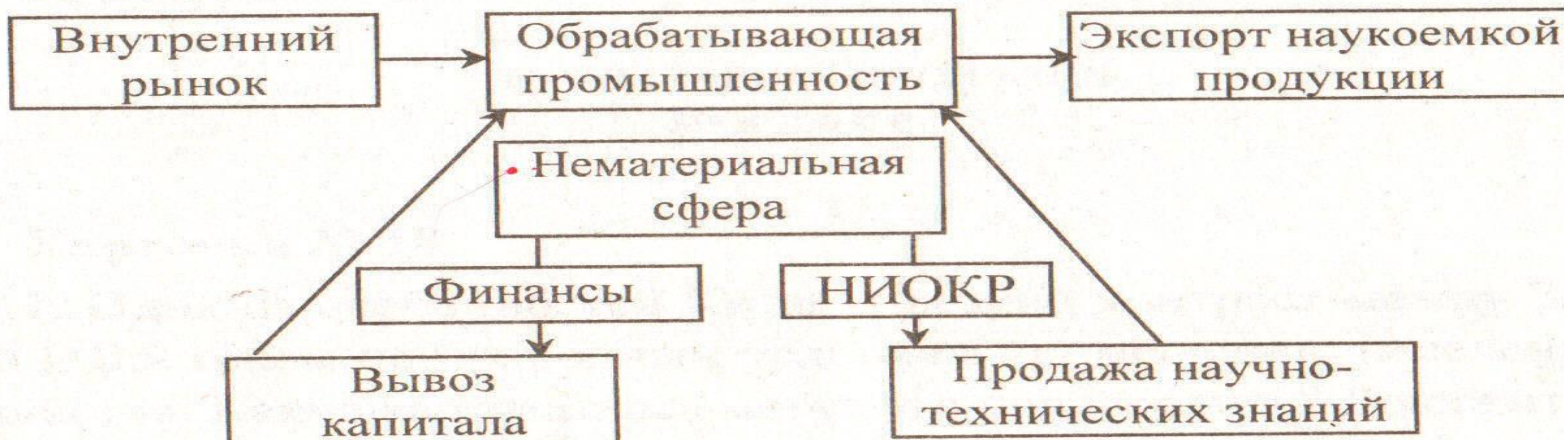 Внутренний
рынок
Обрабатывающая
промышленность
Экспорт наукоемкой
продукции
Нематериальная
сфера
Финансы
НИОКР
Вывоз
капитала
Продажа научно-
технических знаний